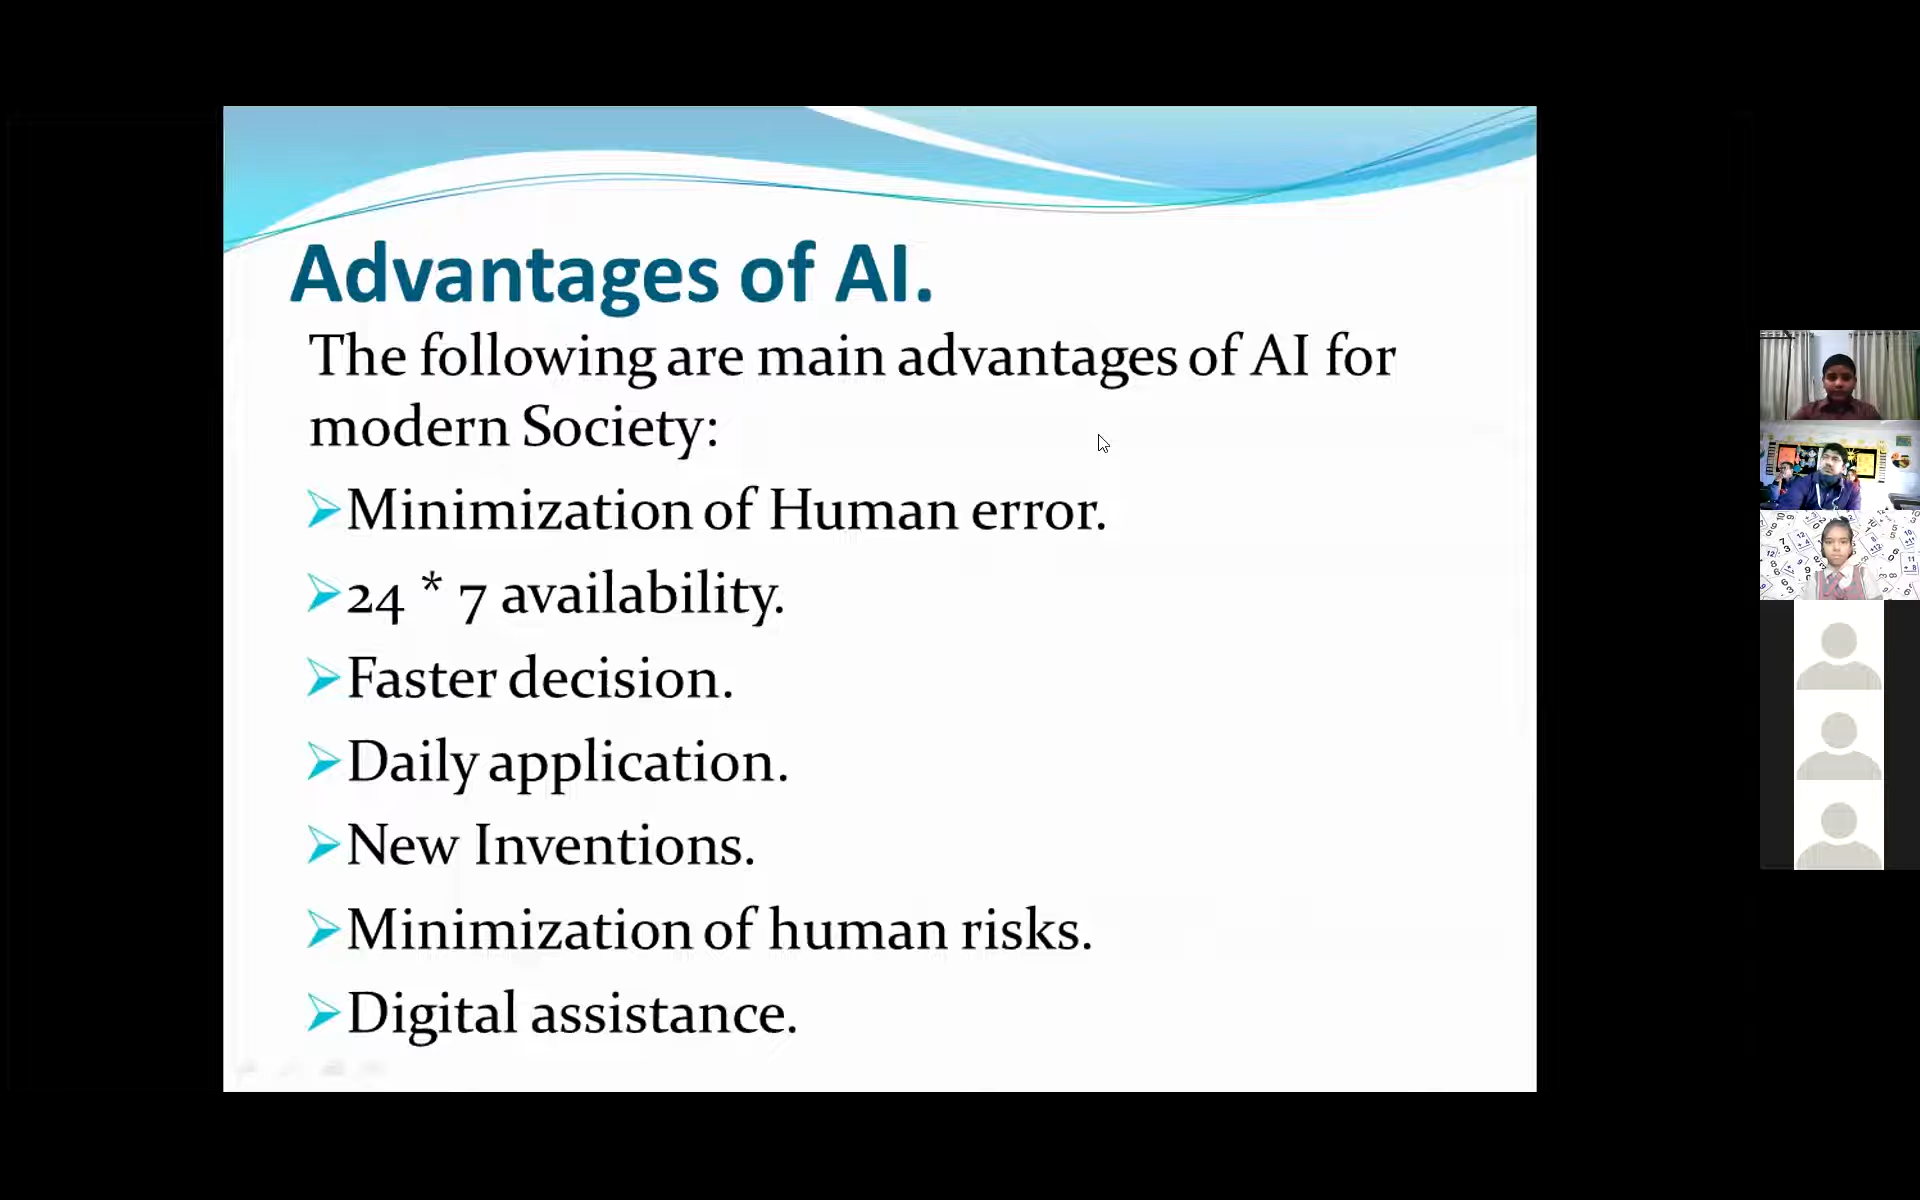 Advantages of AI.
The following are main advantages of AI for
modern Society:
Minimization of Human error.
24 * 7 availability.
Faster decision.
Daily application.
New Inventions.
Minimization of human risks.
Digital assistance.